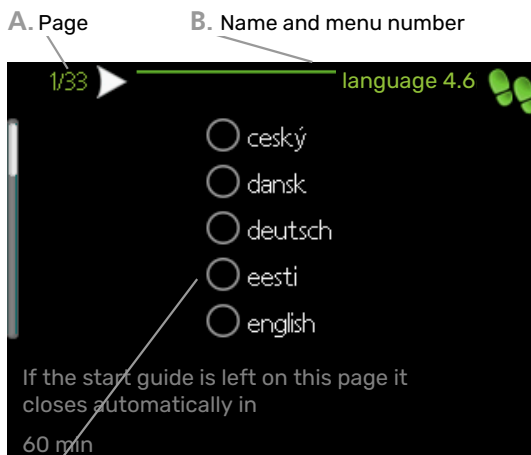 A. Page
B. Name and menu number
1/33
language 4.6
ceský
dansk
deutsch
eesti
english
If the start guide is left on this page it
closes automatically in
60 min